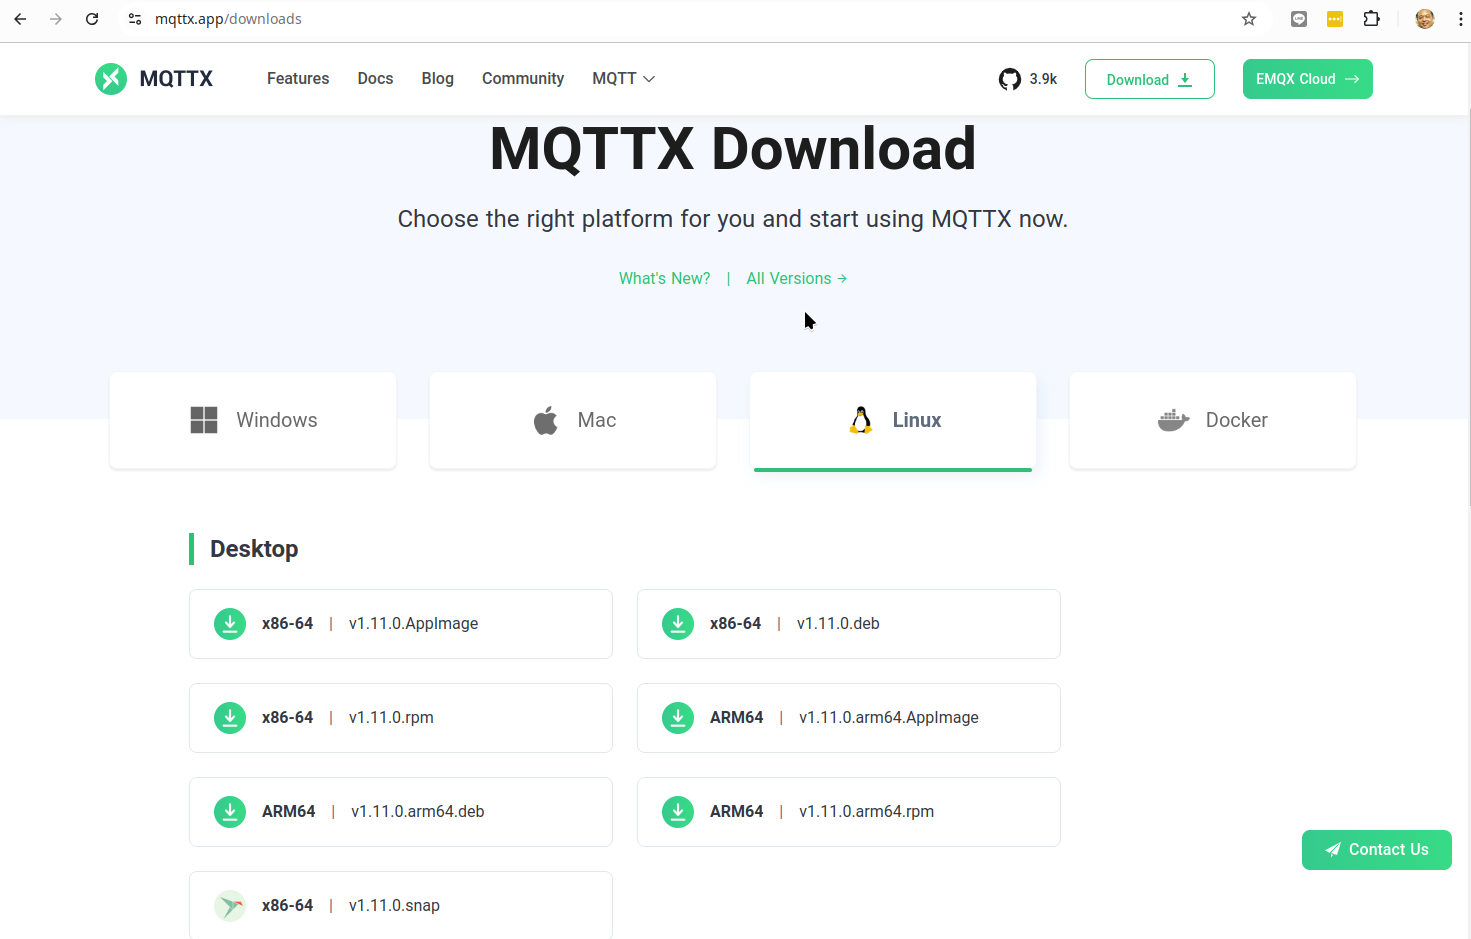 mqttx.app/downloads
MQTTX Features Docs Blog Community MQTT 3.9k Download EMQX Cloud →
MQTTX Download
Choose the right platform for you and start using MQTTX now.
What's New? | All Versions →
Windows Mac Linux Docker
Desktop
x86-64 | v1.11.0.AppImage x86-64 | v1.11.0.deb
x86-64 | v1.11.0.rpm ARM64 | v1.11.0.arm64.AppImage
ARM64 | v1.11.0.arm64.deb ARM64 | v1.11.0.arm64.rpm
Contact Us
x86-64 | v1.11.0.snap